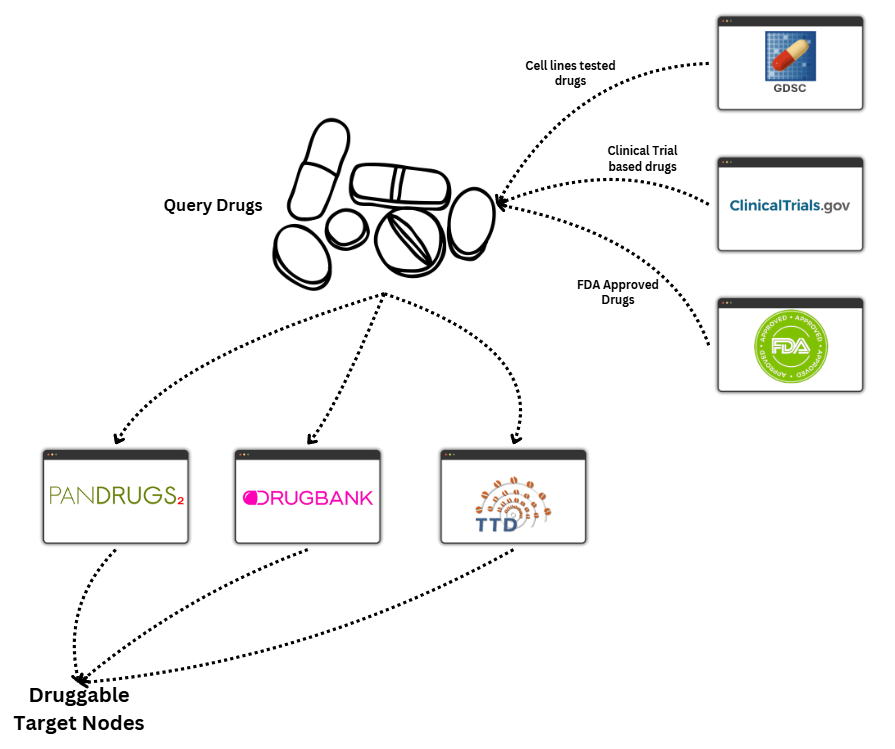 Cell lines tested
drugs
GDSC
Clinical Trial
based drugs
ClinicalTrials.gov
Query Drugs
FDA Approved
Drugs
APPROVED • APPROVED • APPROVED • APPROVED •
FDA
PANDRUGS2
DRUGBANK
TTD
Druggable
Target Nodes